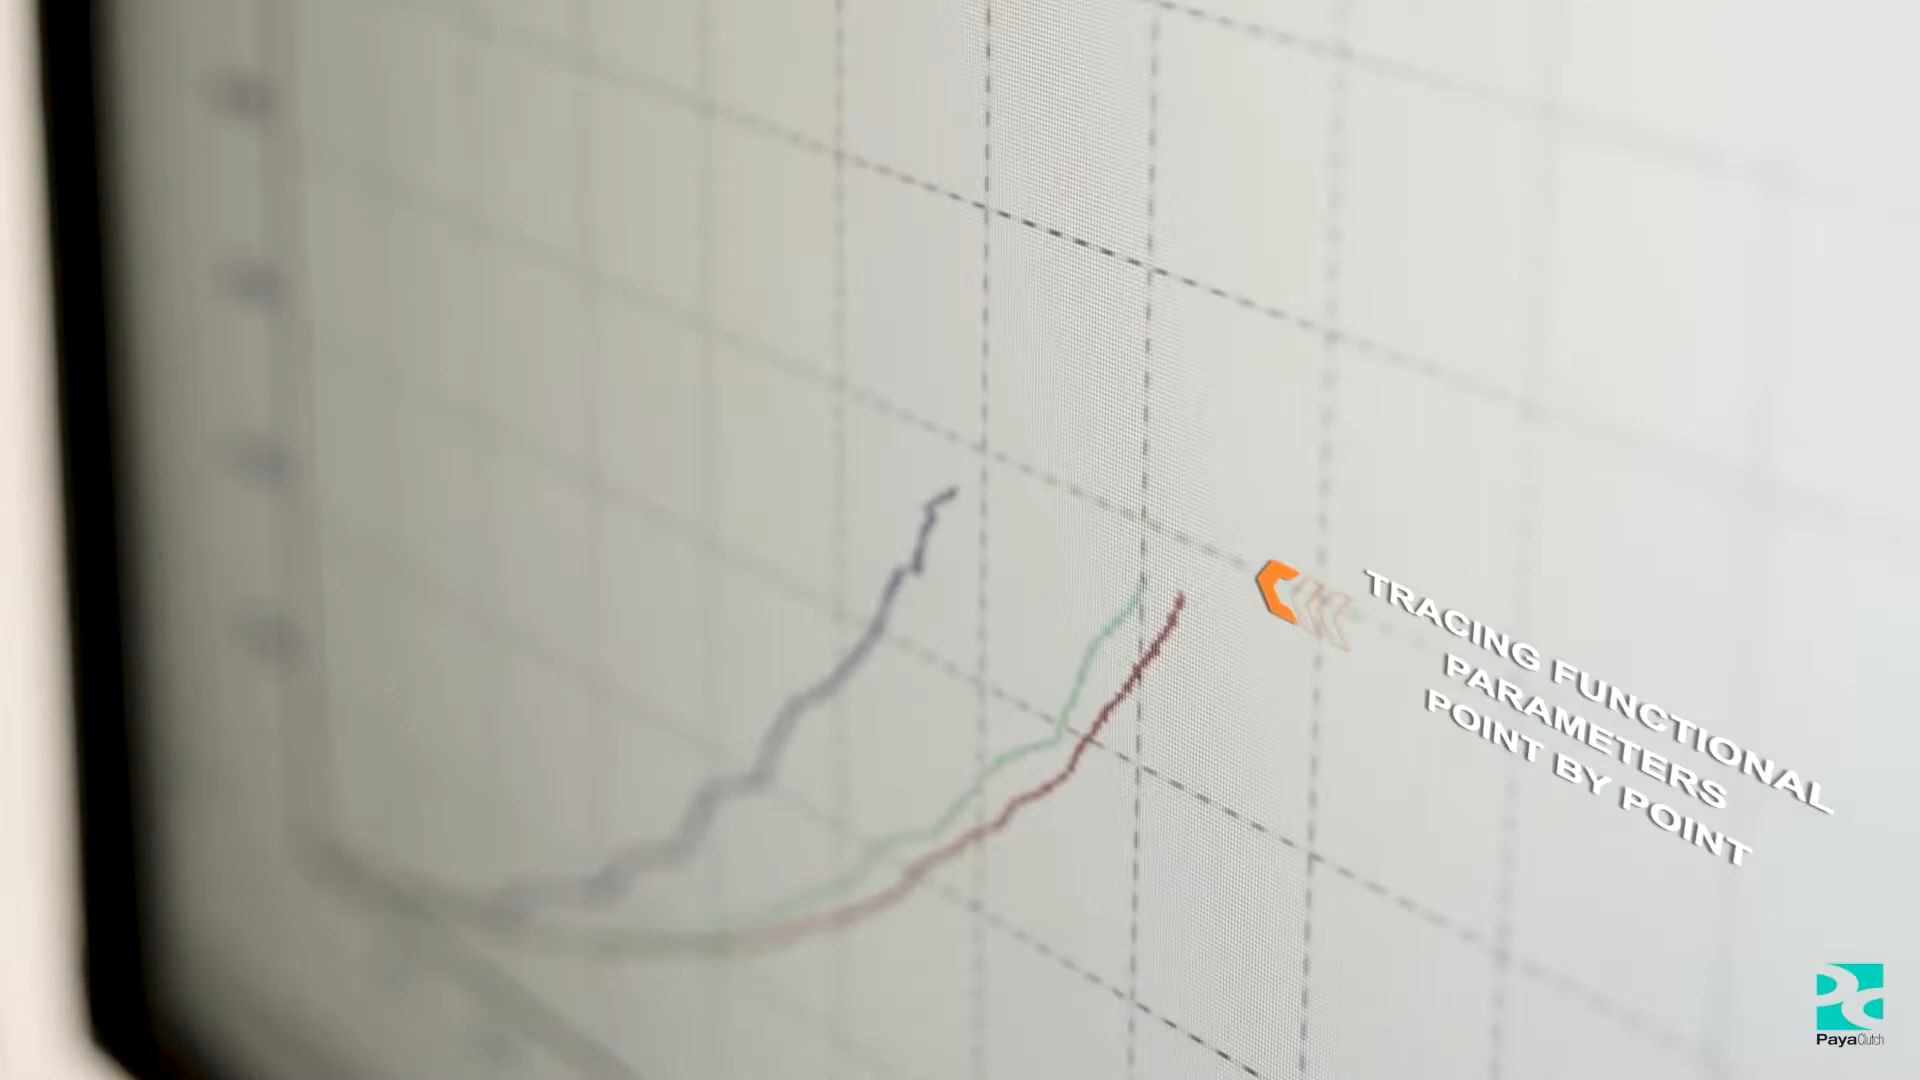 TRACING FUNCTIONAL
PARAMETERS
POINT BY POINT
PayaClutch